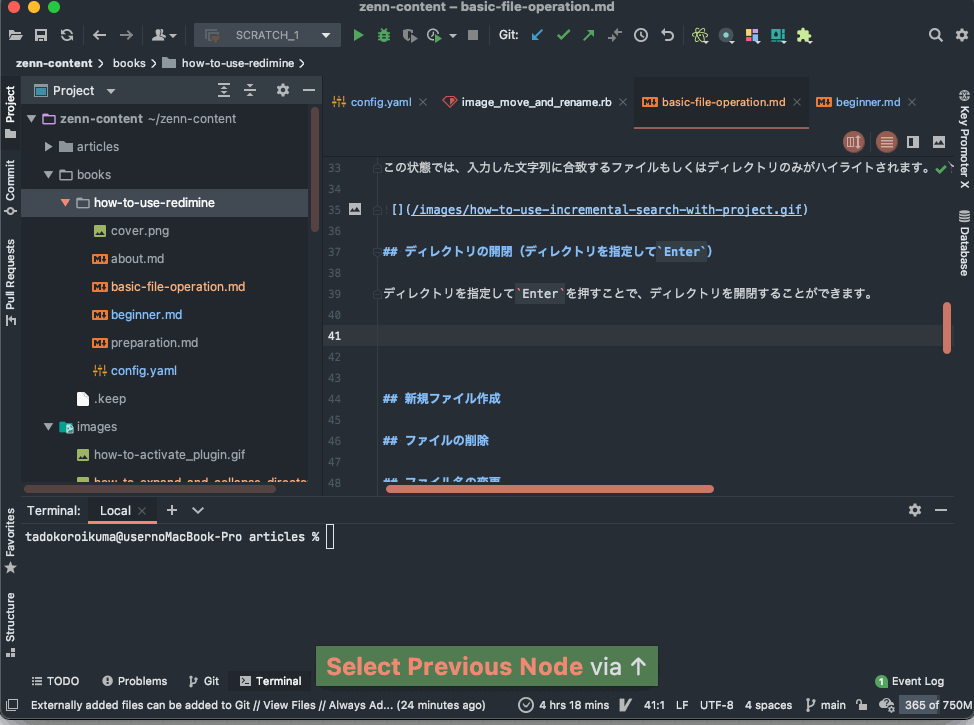 zenn-content – basic-file-operation.md
SCRATCH_1
Git:
zenn-content
books
how-to-use-redimine
Project
config.yaml
image_move_and_rename.rb
basic-file-operation.md
beginner.md
Project
Commit
Pull Requests
Favorites
Structure
Key Promoter X
Database
zenn-content ~/zenn-content
articles
books
how-to-use-redimine
cover.png
about.md
basic-file-operation.md
beginner.md
preparation.md
config.yaml
.keep
images
how-to-activate_plugin.gif
33 この状態では、入力した文字列に合致するファイルもしくはディレクトリのみがハイライトされます。
34
35 ![](/images/how-to-use-incremental-search-with-project.gif)
36
37 ## ディレクトリの開閉（ディレクトリを指定して`Enter`）
38
39 ディレクトリを指定して`Enter`を押すことで、ディレクトリを開閉することができます。
40
41
42
43
44 ## 新規ファイル作成
45
46 ## ファイルの削除
47
48 ## ファイル名の変更
Terminal:
Local
tadokoroikuma@usernoMacBook-Pro articles %
Select Previous Node via ↑
TODO
Problems
Git
Terminal
1 Event Log
Externally added files can be added to Git // View Files // Always Ad... (24 minutes ago)
4 hrs 18 mins
41:1
LF
UTF-8
4 spaces
main
365 of 750M